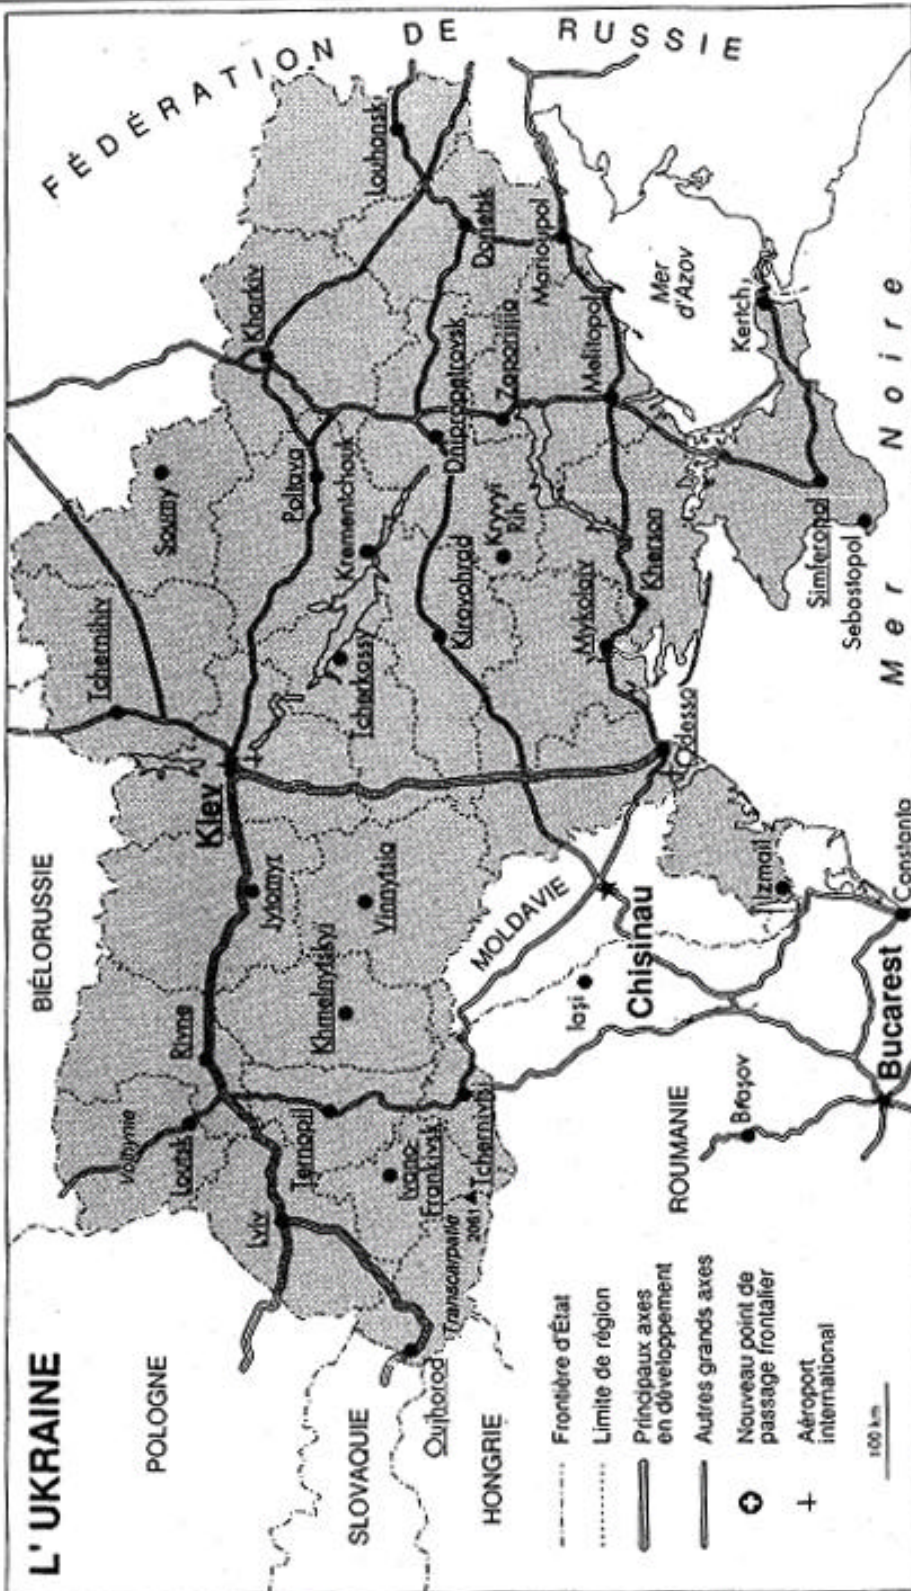 L' UKRAINE
FÉDÉRATION DE RUSSIE
BIÉLORUSSIE
POLOGNE
SLOVAQUIE
HONGRIE
ROUMANIE
MOLDAVIE
Mer Noire
Mer
d'Azov
Volhynie
Loutsk
Rivne
Lviv
Ternopil
Ivano
Frankivsk
Tchernivtsi
Transcarpatie
2061
Oujhorod
Khmelnytskyi
Vinnytsia
Jytomyr
Kiev
Tchernihiv
Soumy
Tcherkassy
Krementchouk
Poltava
Kharkiv
Louhansk
Donetsk
Marioupol
Dnipropetrovsk
Zaporijjia
Melitopol
Kirovohrad
Kryvyi
Rih
Mykolaiv
Kherson
Odessa
Izmail
Simferopol
Sebastopol
Kertch
Chisinau
Iaşi
Braşov
Bucarest
Constanta
Frontière d'État
Limite de région
Principaux axes
en développement
Autres grands axes
Nouveau point de
passage frontalier
Aéroport
international
100 km